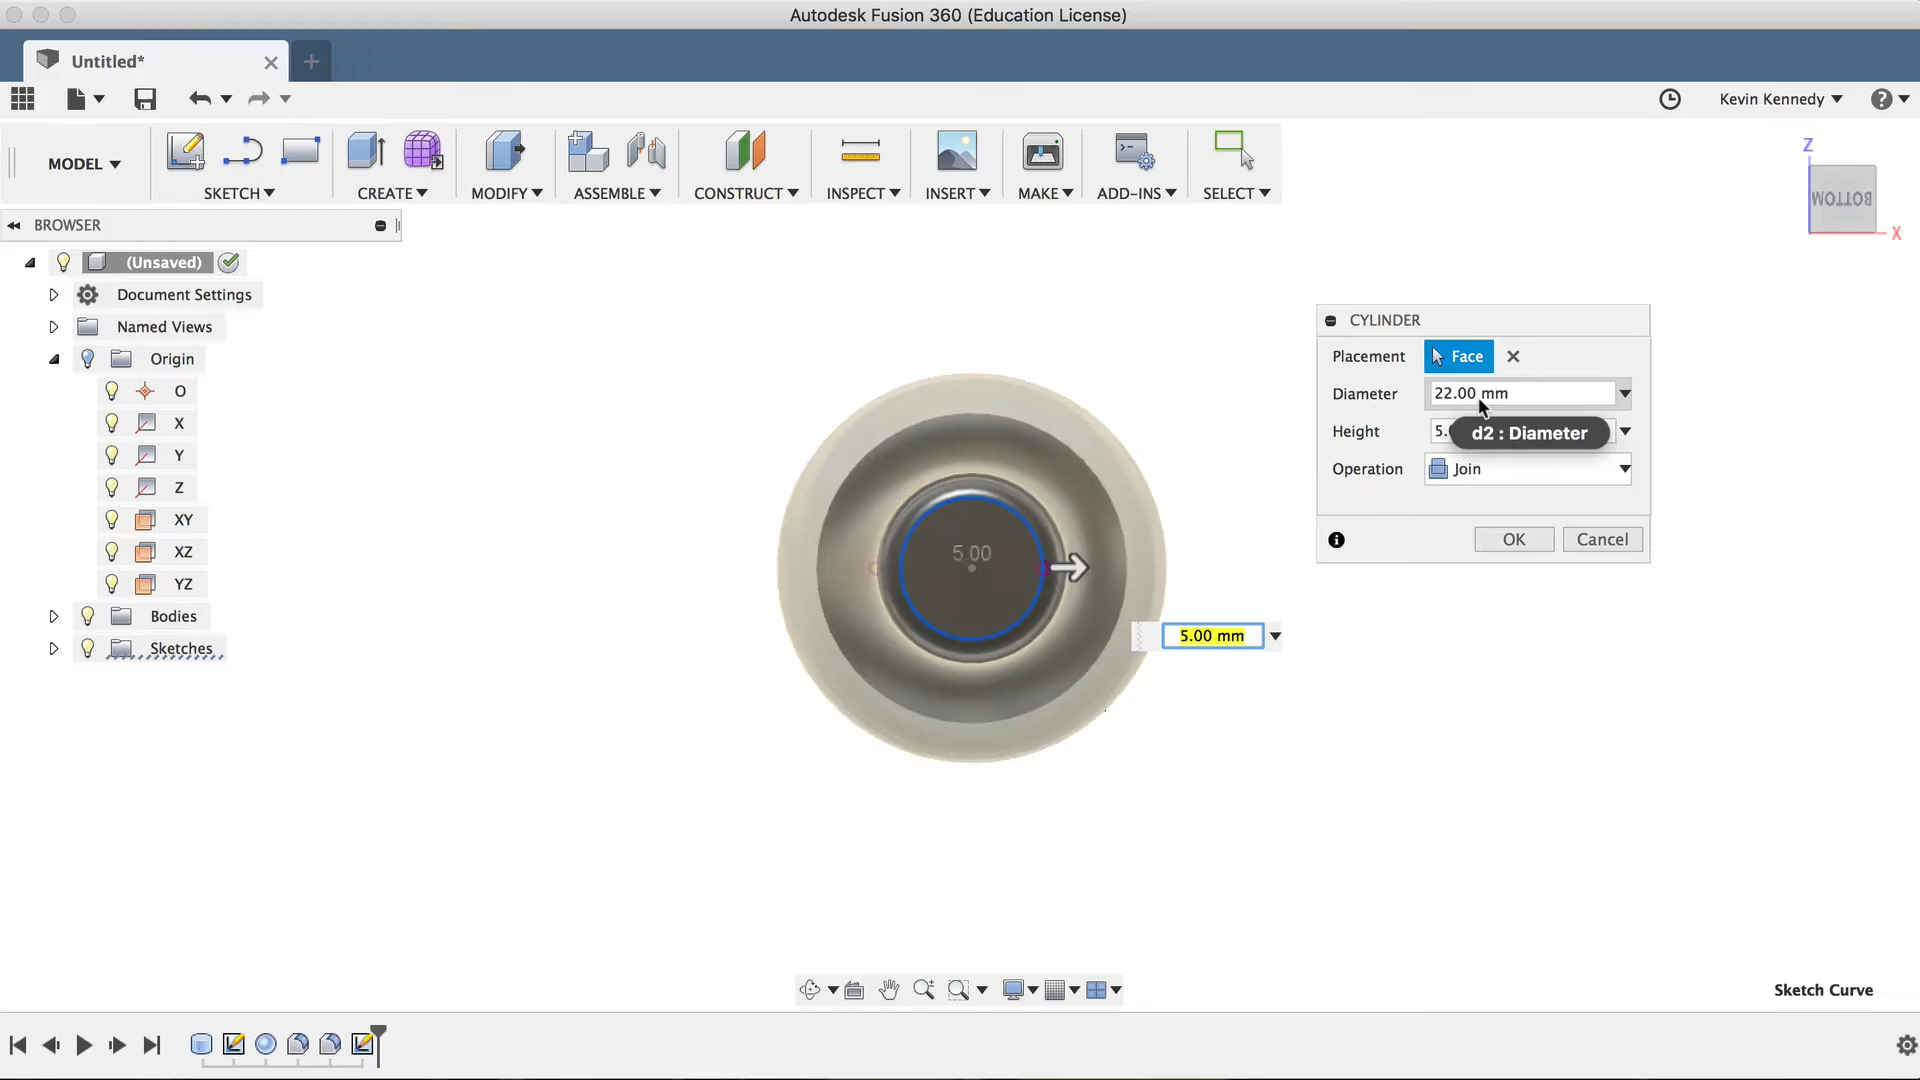 Autodesk Fusion 360 (Education License)
Untitled*
Kevin Kennedy
MODEL
SKETCH
CREATE
MODIFY
ASSEMBLE
CONSTRUCT
INSPECT
INSERT
MAKE
ADD-INS
SELECT
Z
BOTTOM
X
BROWSER
(Unsaved)
Document Settings
Named Views
Origin
O
X
Y
Z
XY
XZ
YZ
Bodies
Sketches
CYLINDER
Placement Face
Diameter 22.00 mm
Height 5.
d2 : Diameter
Operation Join
OK Cancel
5.00
5.00 mm
Sketch Curve